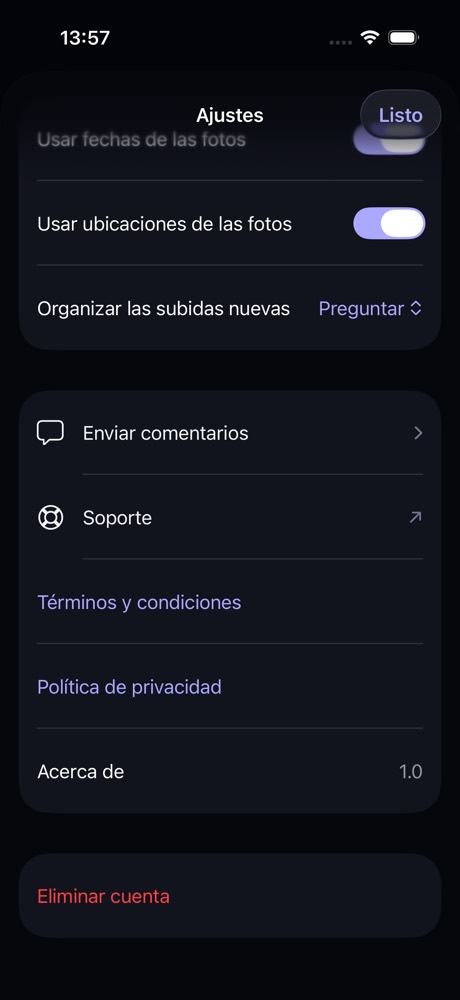 13:57
Ajustes
Listo
Usar fechas de las fotos
Usar ubicaciones de las fotos
Organizar las subidas nuevas Preguntar
Enviar comentarios
Soporte
Términos y condiciones
Política de privacidad
Acerca de 1.0
Eliminar cuenta